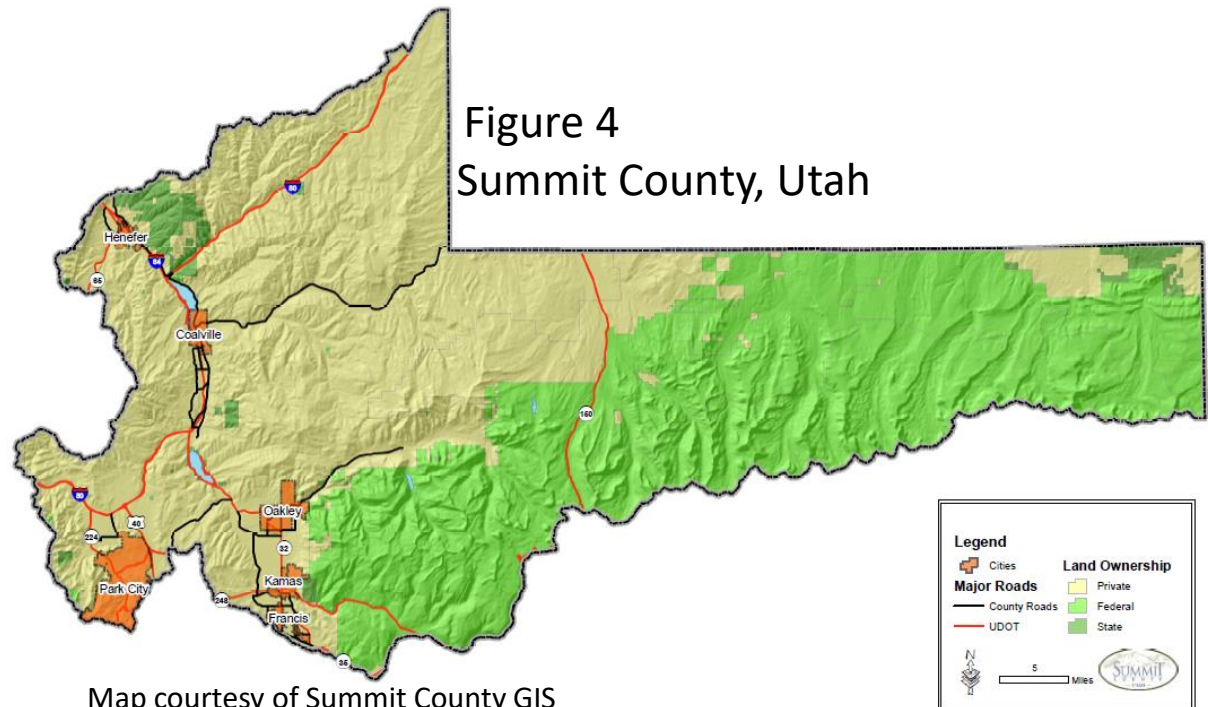 Figure 4
Summit County, Utah
80
Henefer
84
65
Coalville
150
80
Oakley
40
224
32
Kamas
Park City
248
Francis
35
Legend
Cities
Land Ownership
Major Roads
Private
County Roads
Federal
UDOT
State
N
5
Miles
SUMMIT
COUNTY
Map courtesy of Summit County GIS